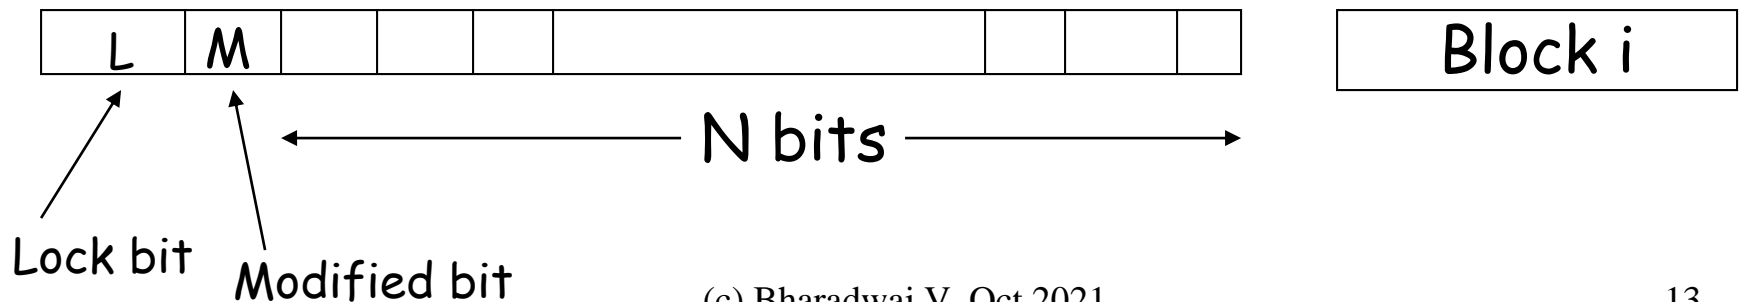 L M Block i
N bits
Lock bit
Modified bit
(c) Bharadwaj V, Oct 2021
13